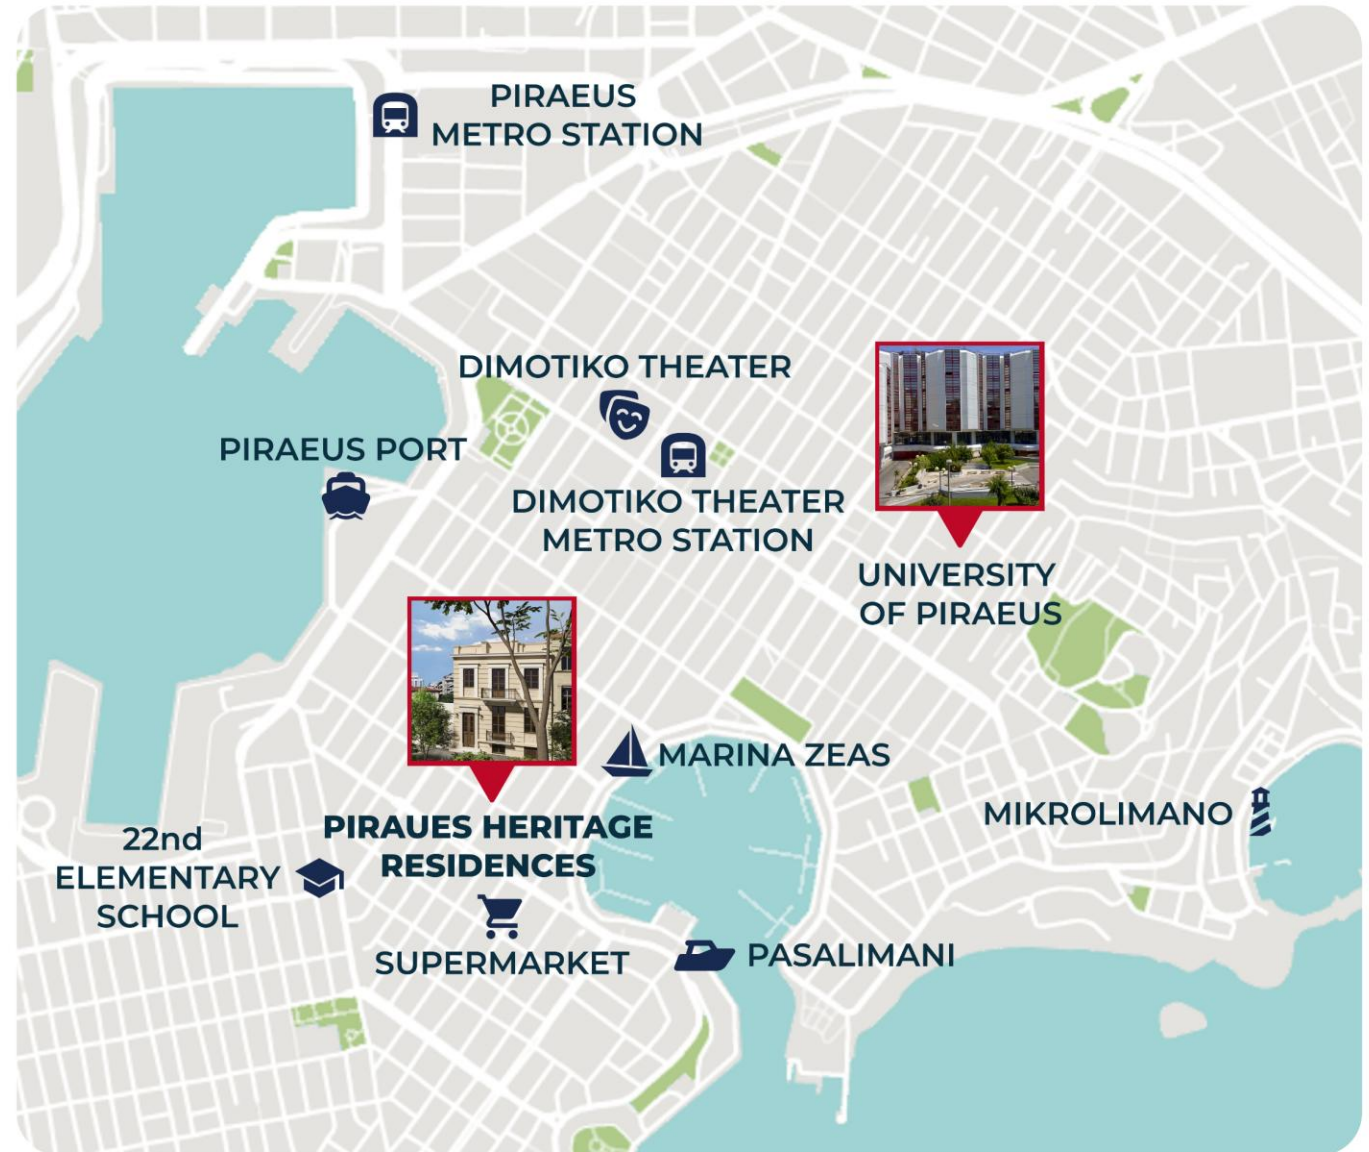 PIRAEUS
METRO STATION
DIMOTIKO THEATER
PIRAEUS PORT
DIMOTIKO THEATER
METRO STATION
UNIVERSITY
OF PIRAEUS
MARINA ZEAS
MIKROLIMANO
PIRAUES HERITAGE
RESIDENCES
22nd
ELEMENTARY
SCHOOL
SUPERMARKET
PASALIMANI